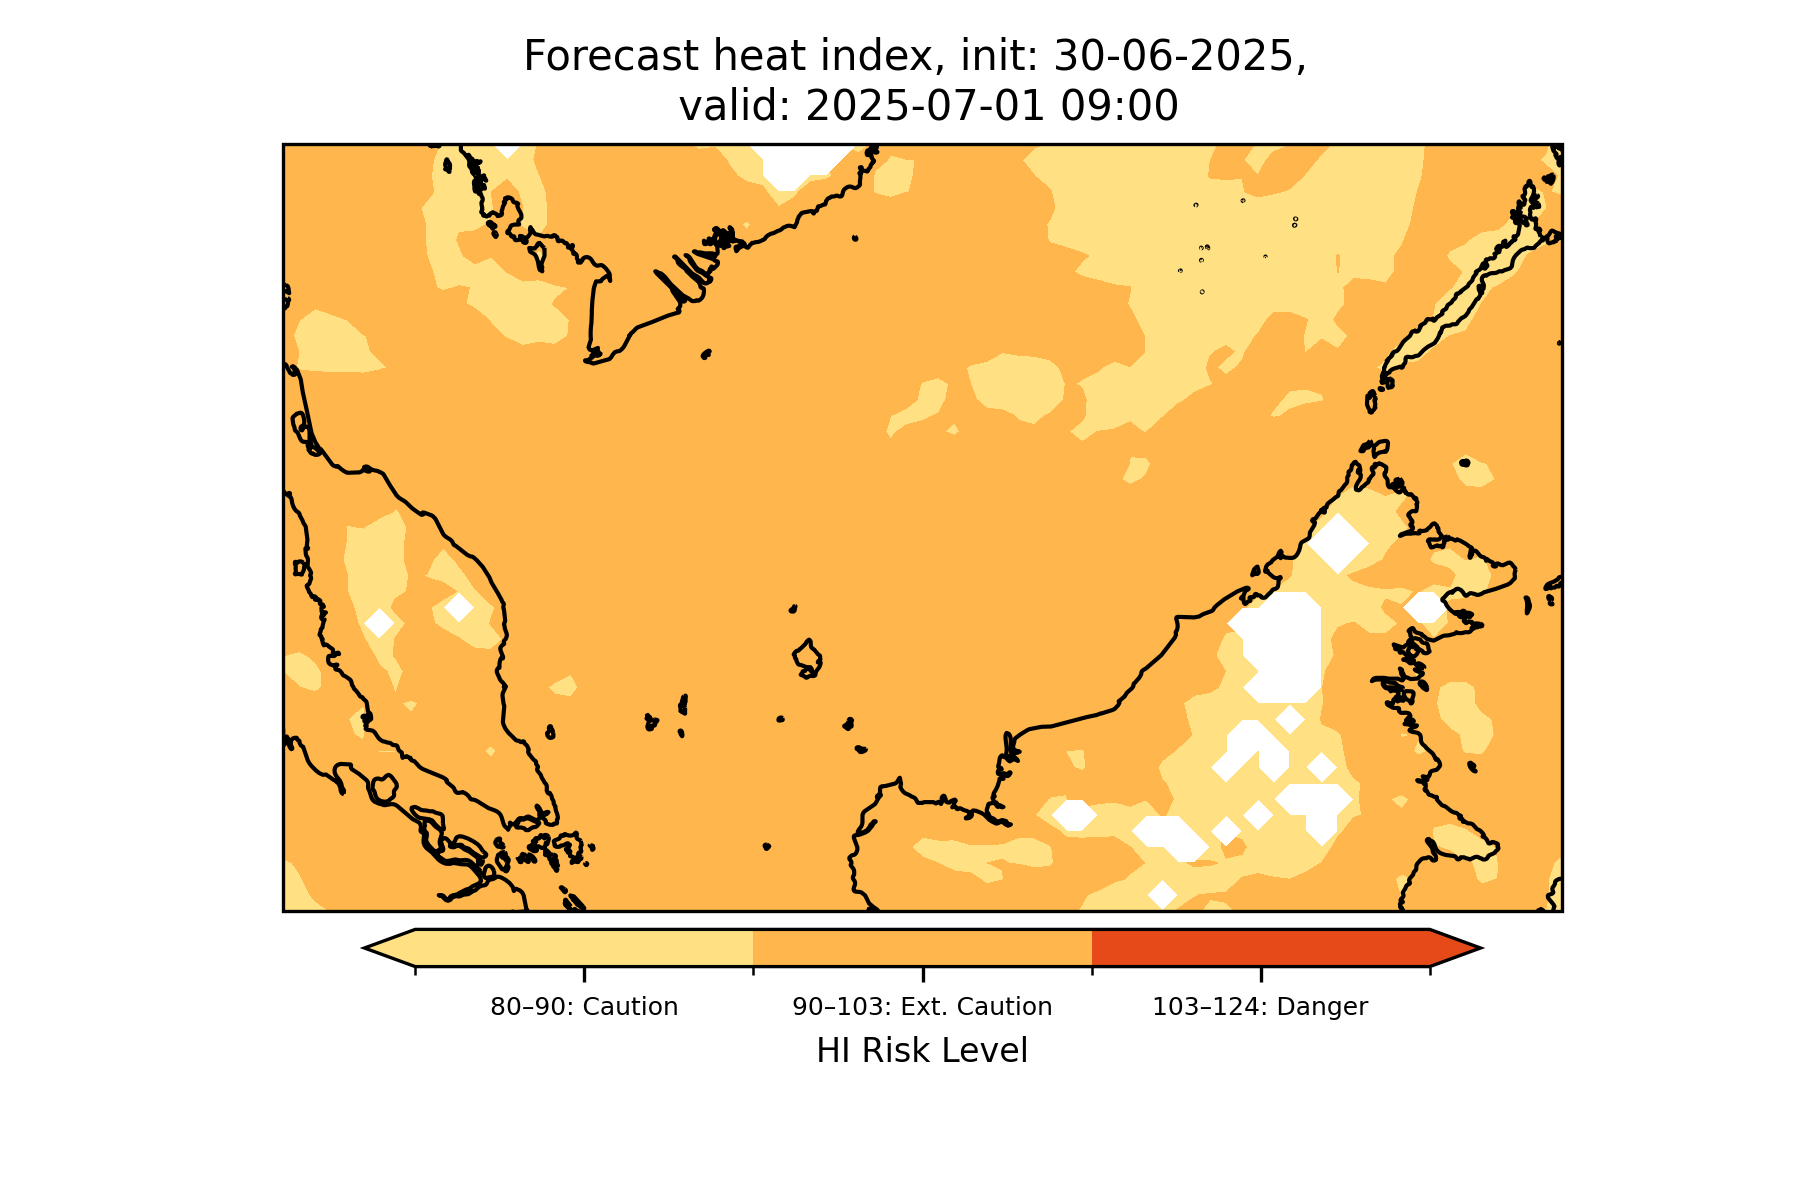 Forecast heat index, init: 30-06-2025,
valid: 2025-07-01 09:00
80–90: Caution
90–103: Ext. Caution
103–124: Danger
HI Risk Level